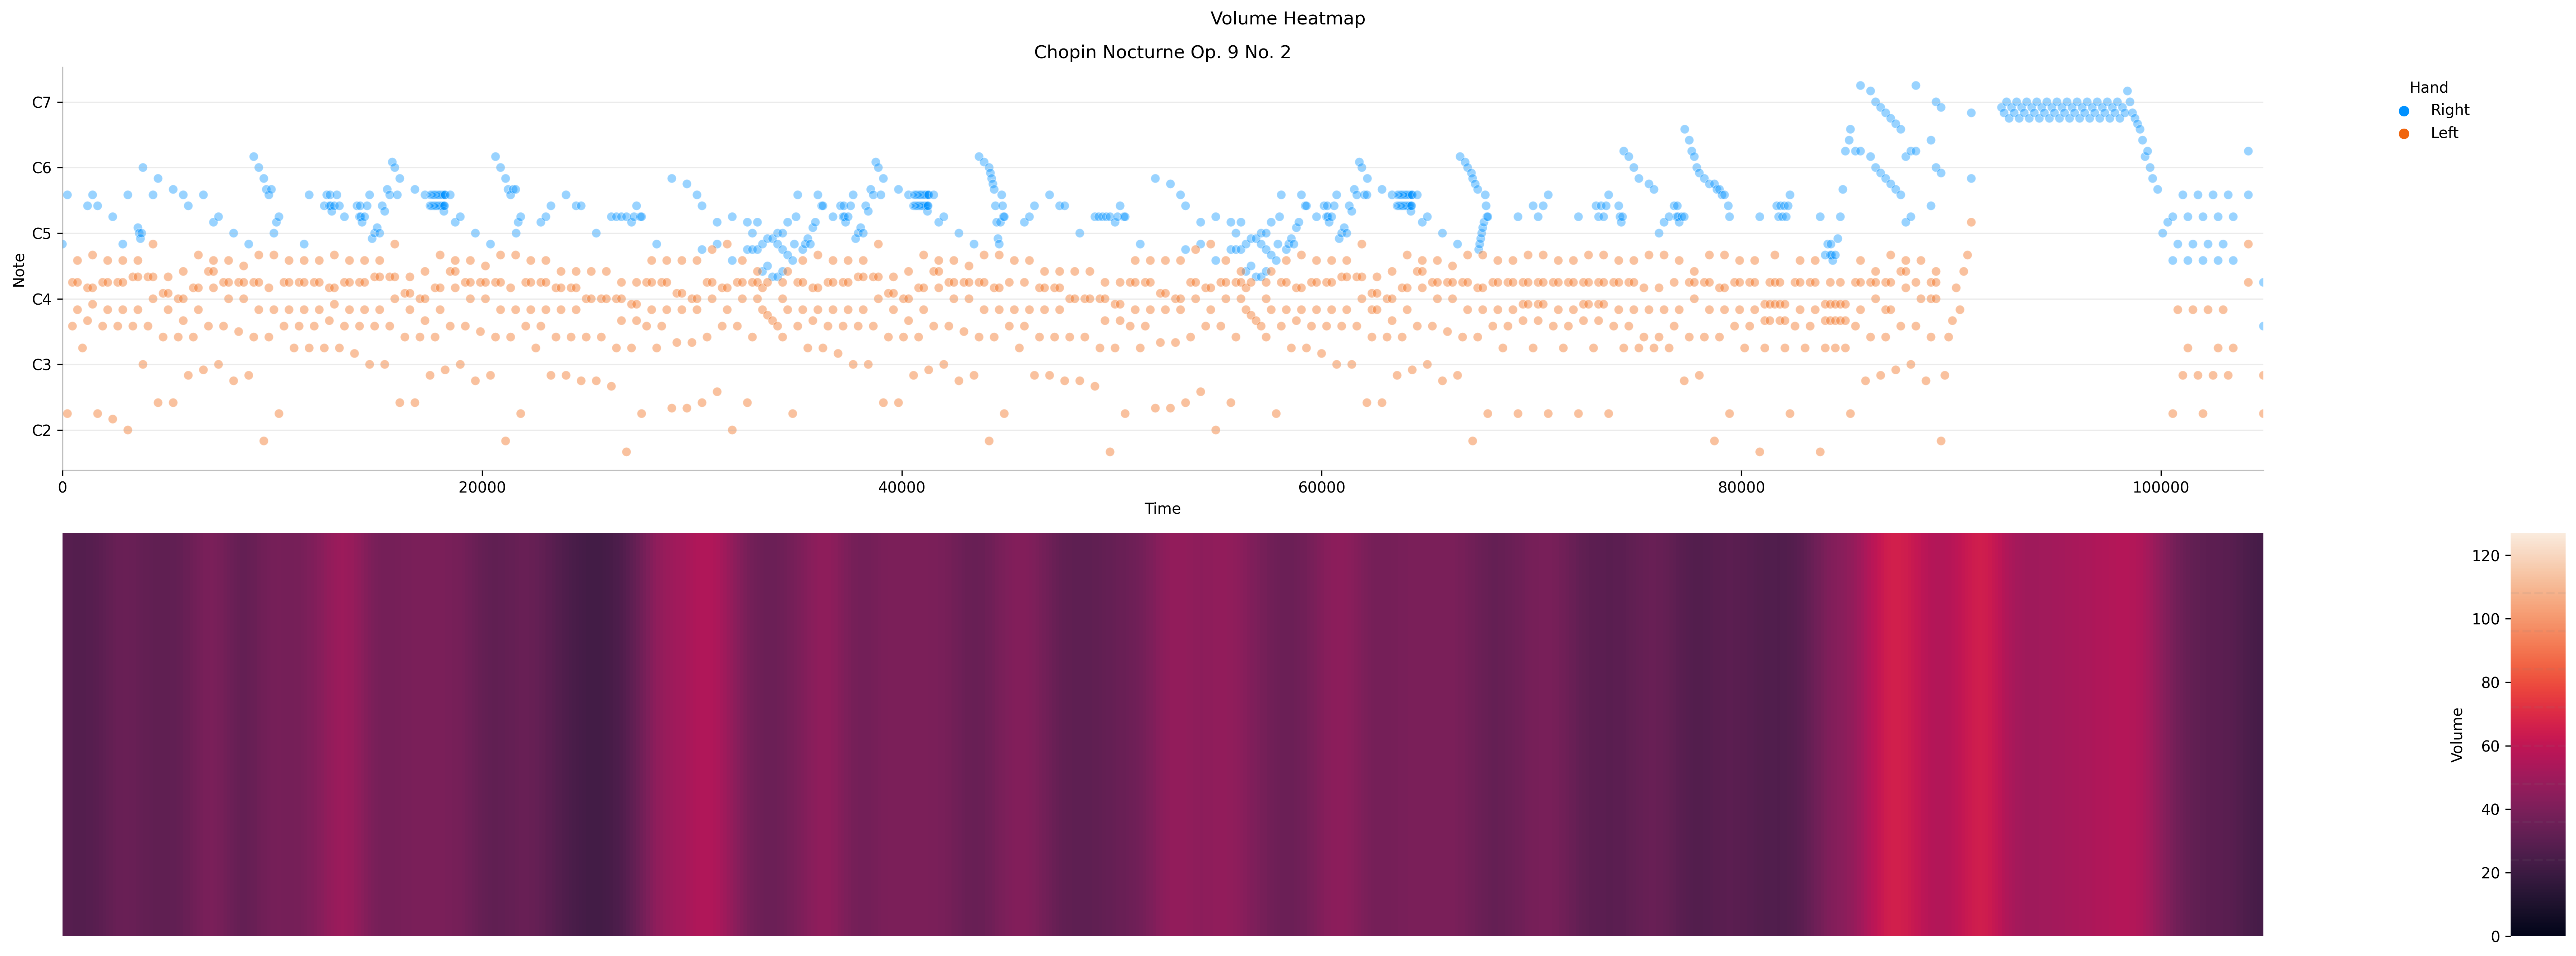 Volume Heatmap
Chopin Nocturne Op. 9 No. 2
Hand
Right
Left
Note
C7
C6
C5
C4
C3
C2
0 20000 40000 60000 80000 100000
Time
Volume
120
100
80
60
40
20
0